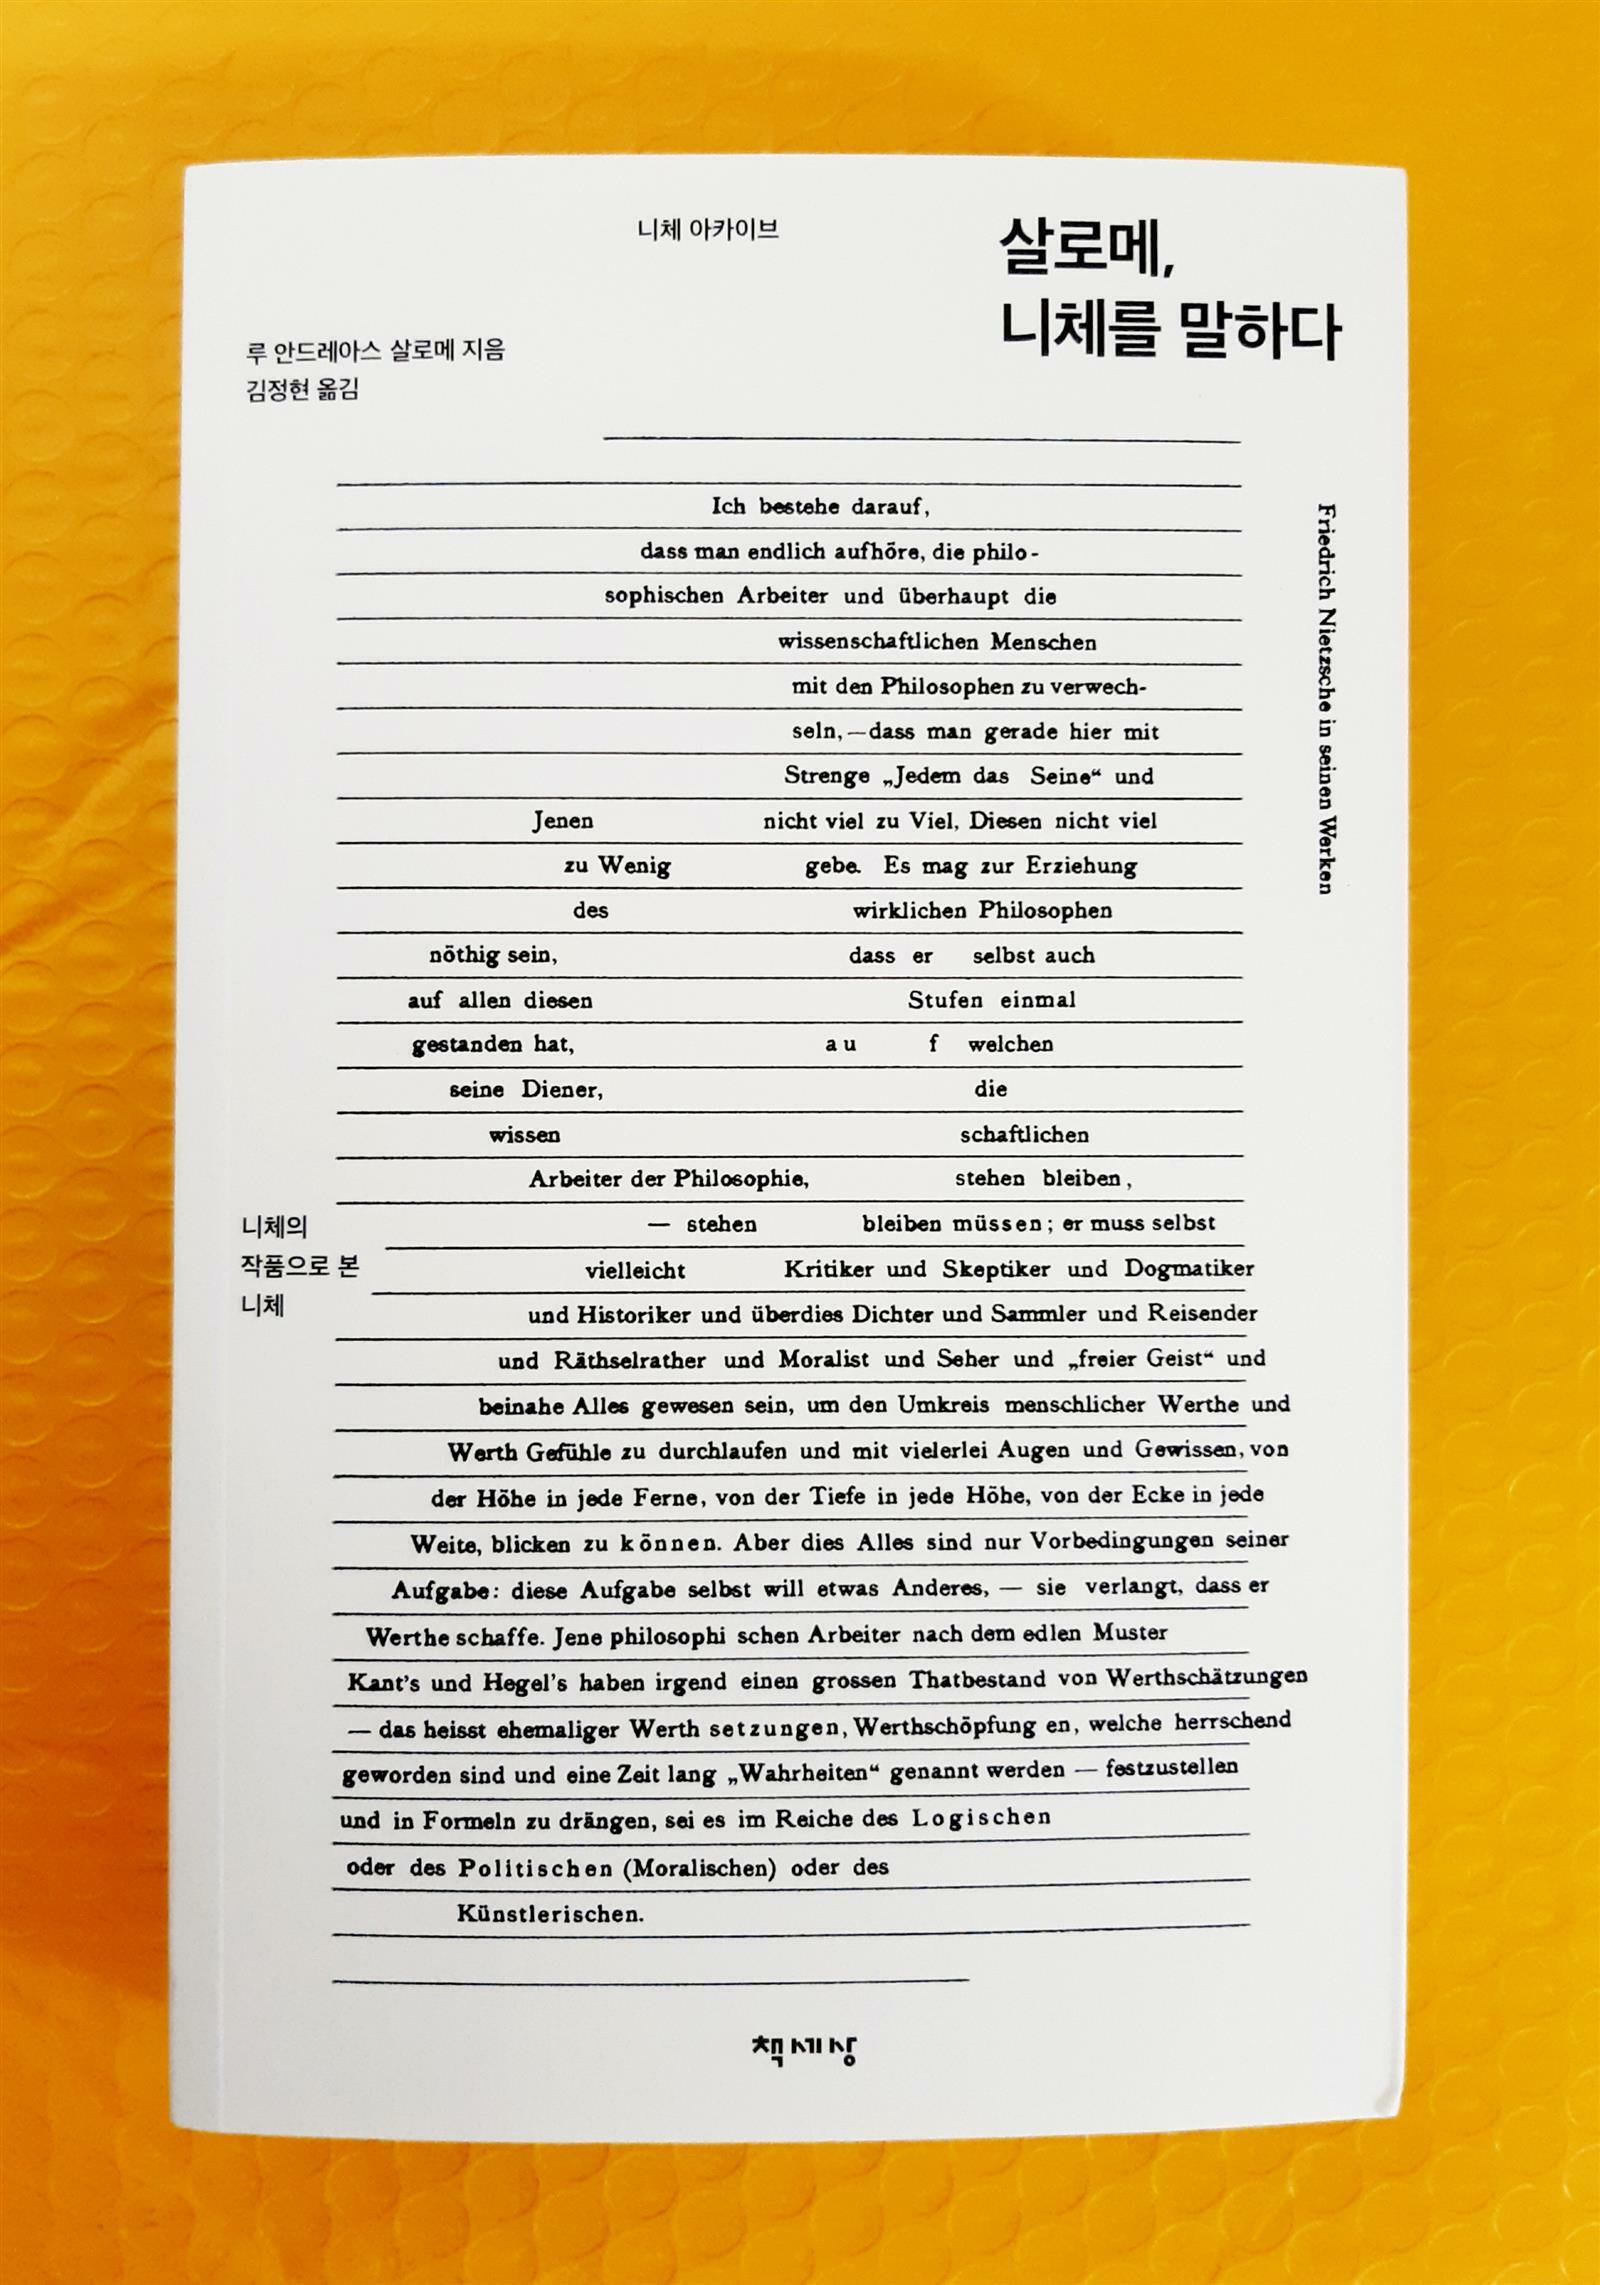 니체 아카이브
살로메,
니체를 말하다
루 안드레아스 살로메 지음
김정현 옮김
Friedrich Nietzsche in seinen Werken
Ich bestehe darauf,
dass man endlich aufhöre, die philo-
sophischen Arbeiter und überhaupt die
wissenschaftlichen Menschen
mit den Philosophen zu verwech-
seln, — dass man gerade hier mit
Strenge „Jedem das Seine“ und
Jenen nicht viel zu Viel, Diesen nicht viel
zu Wenig gebe. Es mag zur Erziehung
des wirklichen Philosophen
nöthig sein, dass er selbst auch
auf allen diesen Stufen einmal
gestanden hat, au f welchen
seine Diener, die
wissen schaftlichen
Arbeiter der Philosophie, stehen bleiben,
— stehen bleiben müssen; er muss selbst
vielleicht Kritiker und Skeptiker und Dogmatiker
und Historiker und überdies Dichter und Sammler und Reisender
und Räthselrather und Moralist und Seher und „freier Geist“ und
beinahe Alles gewesen sein, um den Umkreis menschlicher Werthe und
Werth Gefühle zu durchlaufen und mit vielerlei Augen und Gewissen, von
der Höhe in jede Ferne, von der Tiefe in jede Höhe, von der Ecke in jede
Weite, blicken zu können. Aber dies Alles sind nur Vorbedingungen seiner
Aufgabe: diese Aufgabe selbst will etwas Anderes, — sie verlangt, dass er
Werthe schaffe. Jene philosophi schen Arbeiter nach dem edlen Muster
Kant's und Hegel's haben irgend einen grossen Thatbestand von Werthschätzungen
— das heisst ehemaliger Werth setzungen, Werthschöpfung en, welche herrschend
geworden sind und eine Zeit lang „Wahrheiten“ genannt werden — festzustellen
und in Formeln zu drängen, sei es im Reiche des Logischen
oder des Politischen (Moralischen) oder des
Künstlerischen.
니체의
작품으로 본
니체
책세상